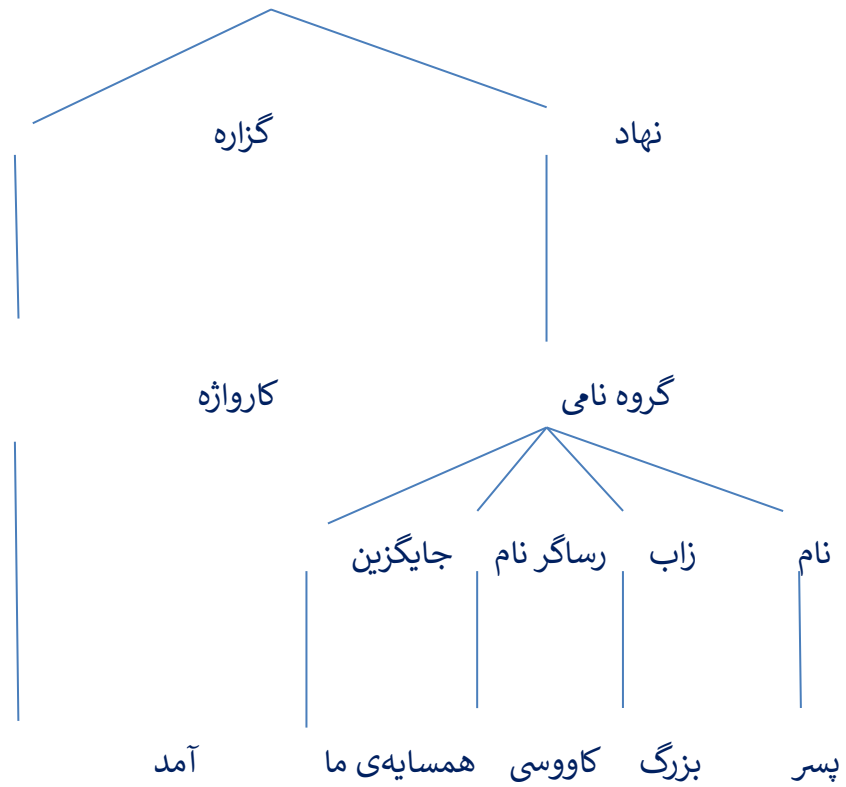 نهاد گزاره
گروه نامی کارواژه
نام زاب رساگر نام جایگزین
پسر بزرگ کاووسی همسایه‌ی ما آمد